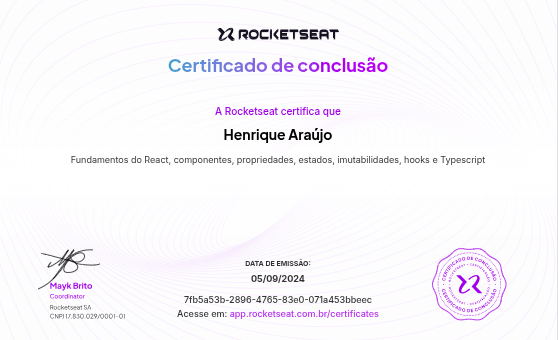 ROCKETSEAT
Certificado de conclusão
A Rocketseat certifica que
Henrique Araújo
Fundamentos do React, componentes, propriedades, estados, imutabilidades, hooks e Typescript
Mayk Brito
Coordinator
Rocketseat SA
CNPJ 17.830.029/0001-01
DATA DE EMISSÃO:
05/09/2024
7fb5a53b-2896-4765-83e0-071a453bbeec
Acesse em: app.rocketseat.com.br/certificates
CERTIFICADO DE CONCLUSÃO
CERTIFICADO DE CONCLUSÃO